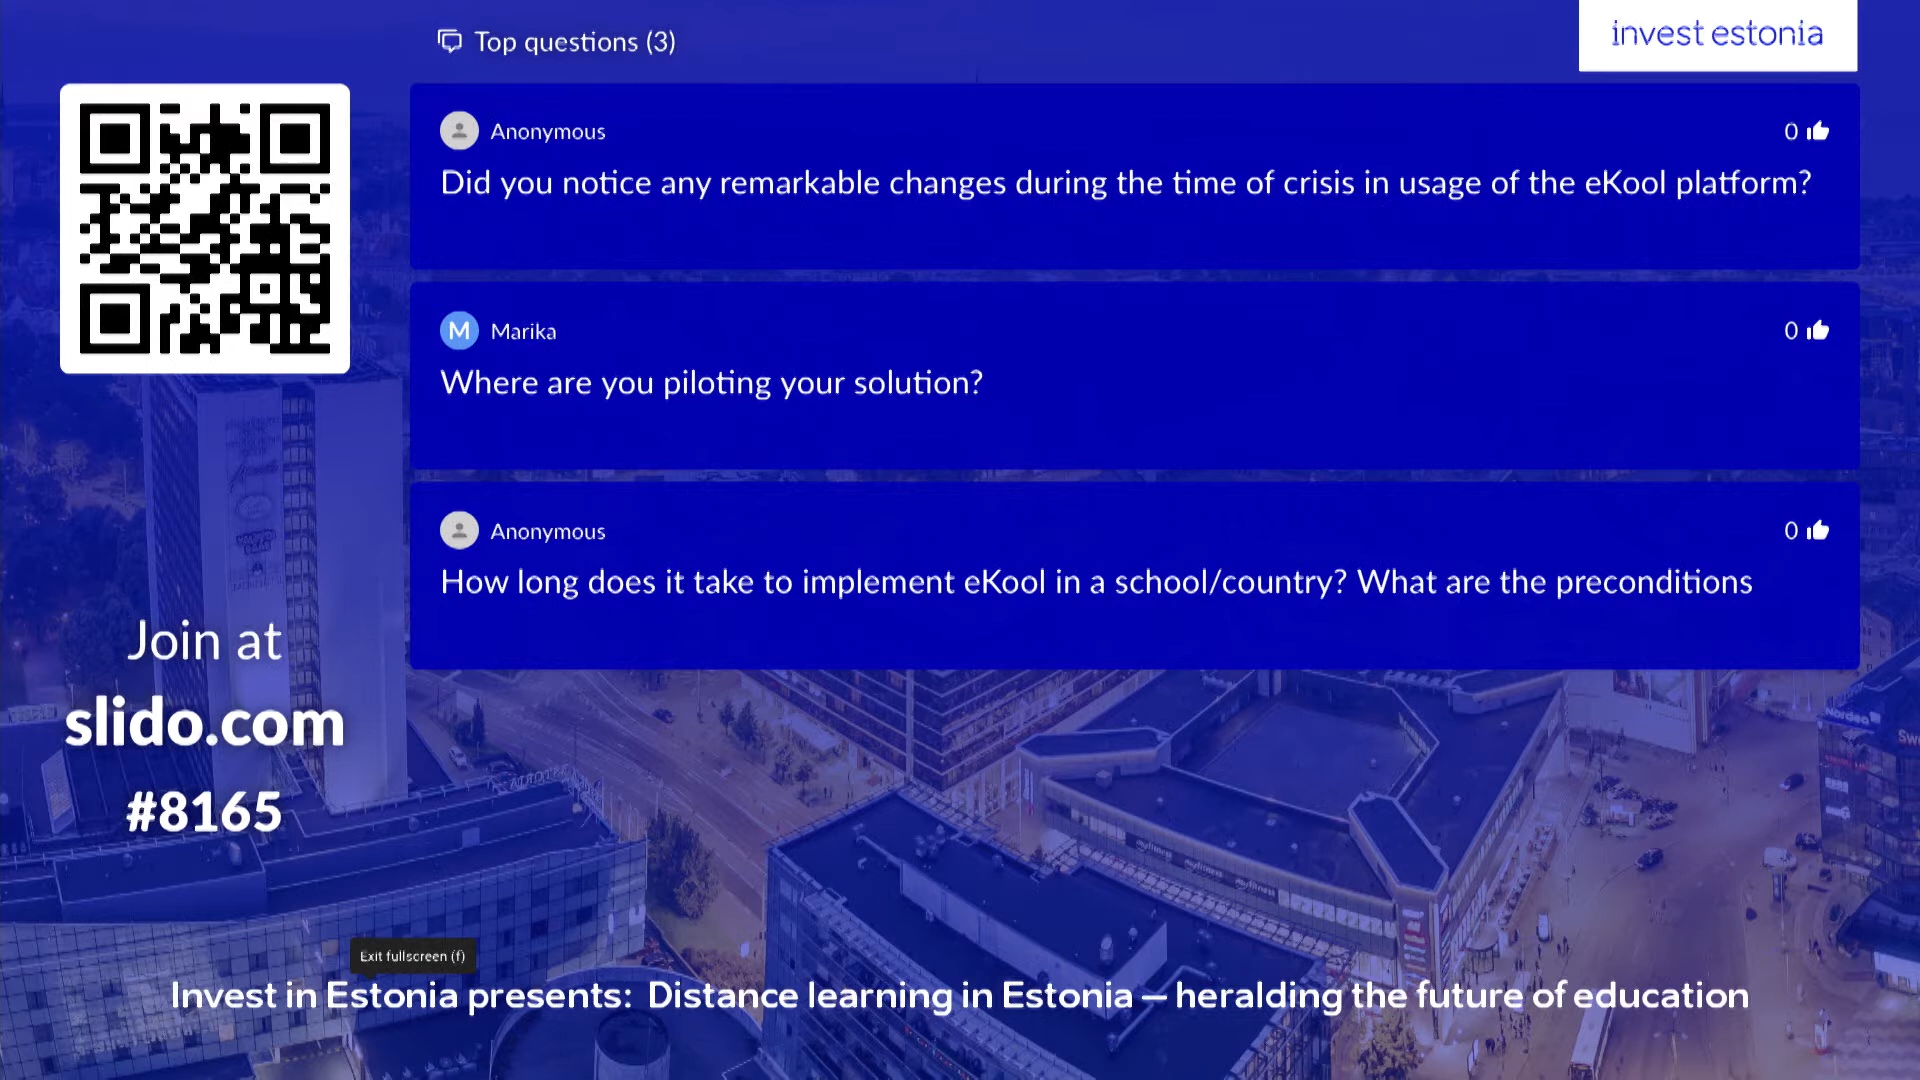 Top questions (3)
invest estonia
Anonymous
0
Did you notice any remarkable changes during the time of crisis in usage of the eKool platform?
M
Marika
0
Where are you piloting your solution?
Anonymous
0
How long does it take to implement eKool in a school/country? What are the preconditions
Join at
slido.com
#8165
Nordea
Exit fullscreen (f)
Invest in Estonia presents: Distance learning in Estonia – heralding the future of education